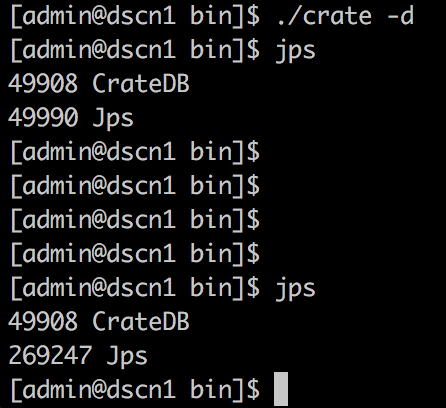 [admin@dscn1 bin]$ ./crate -d
[admin@dscn1 bin]$ jps
49908 CrateDB
49990 Jps
[admin@dscn1 bin]$
[admin@dscn1 bin]$
[admin@dscn1 bin]$
[admin@dscn1 bin]$
[admin@dscn1 bin]$ jps
49908 CrateDB
269247 Jps
[admin@dscn1 bin]$